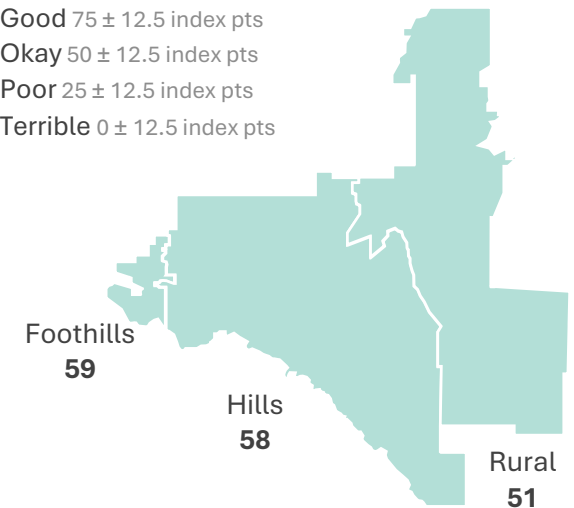 Good 75 ± 12.5 index pts
Okay 50 ± 12.5 index pts
Poor 25 ± 12.5 index pts
Terrible 0 ± 12.5 index pts
Foothills
59
Hills
58
Rural
51